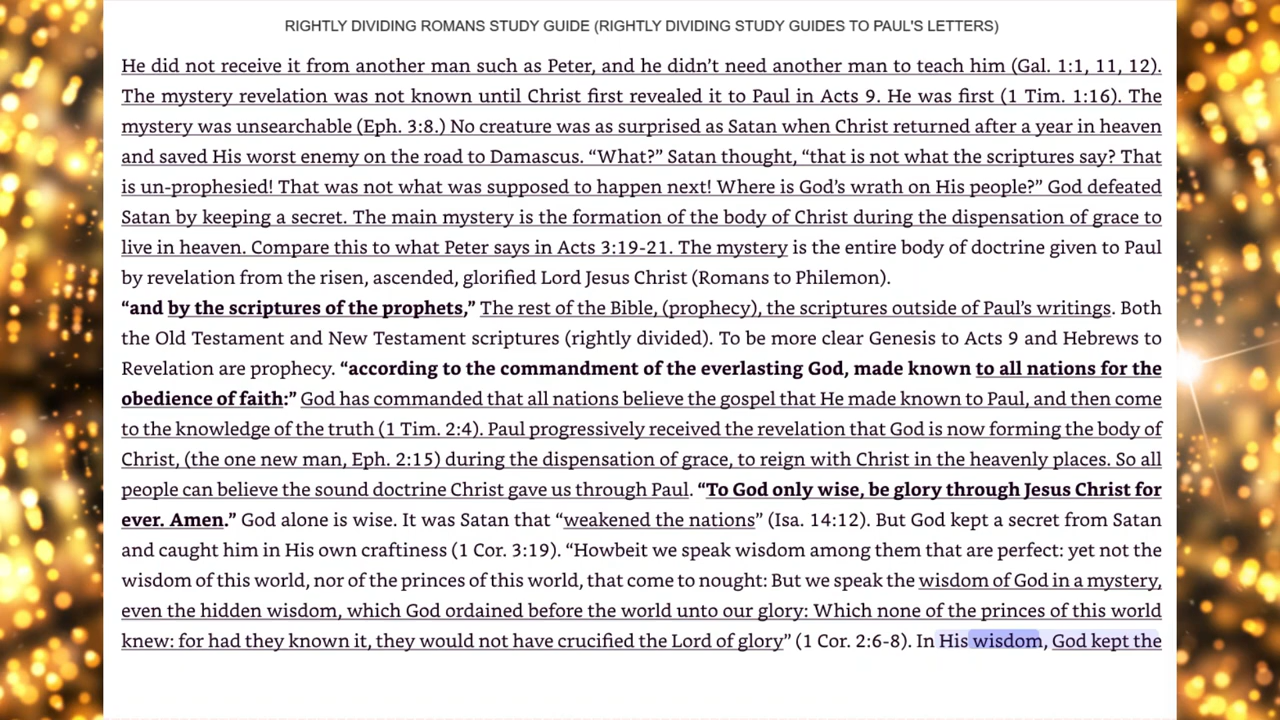 RIGHTLY DIVIDING ROMANS STUDY GUIDE (RIGHTLY DIVIDING STUDY GUIDES TO PAUL'S LETTERS)
He did not receive it from another man such as Peter, and he didn’t need another man to teach him (Gal. 1:1, 11, 12).
The mystery revelation was not known until Christ first revealed it to Paul in Acts 9. He was first (1 Tim. 1:16). The
mystery was unsearchable (Eph. 3:8.) No creature was as surprised as Satan when Christ returned after a year in heaven
and saved His worst enemy on the road to Damascus. “What?” Satan thought, “that is not what the scriptures say? That
is un-prophesied! That was not what was supposed to happen next! Where is God’s wrath on His people?” God defeated
Satan by keeping a secret. The main mystery is the formation of the body of Christ during the dispensation of grace to
live in heaven. Compare this to what Peter says in Acts 3:19-21. The mystery is the entire body of doctrine given to Paul
by revelation from the risen, ascended, glorified Lord Jesus Christ (Romans to Philemon).
“and by the scriptures of the prophets,” The rest of the Bible, (prophecy), the scriptures outside of Paul’s writings. Both
the Old Testament and New Testament scriptures (rightly divided). To be more clear Genesis to Acts 9 and Hebrews to
Revelation are prophecy. “according to the commandment of the everlasting God, made known to all nations for the
obedience of faith:” God has commanded that all nations believe the gospel that He made known to Paul, and then come
to the knowledge of the truth (1 Tim. 2:4). Paul progressively received the revelation that God is now forming the body of
Christ, (the one new man, Eph. 2:15) during the dispensation of grace, to reign with Christ in the heavenly places. So all
people can believe the sound doctrine Christ gave us through Paul. “To God only wise, be glory through Jesus Christ for
ever. Amen.” God alone is wise. It was Satan that “weakened the nations” (Isa. 14:12). But God kept a secret from Satan
and caught him in His own craftiness (1 Cor. 3:19). “Howbeit we speak wisdom among them that are perfect: yet not the
wisdom of this world, nor of the princes of this world, that come to nought: But we speak the wisdom of God in a mystery,
even the hidden wisdom, which God ordained before the world unto our glory: Which none of the princes of this world
knew: for had they known it, they would not have crucified the Lord of glory” (1 Cor. 2:6-8). In His wisdom, God kept the